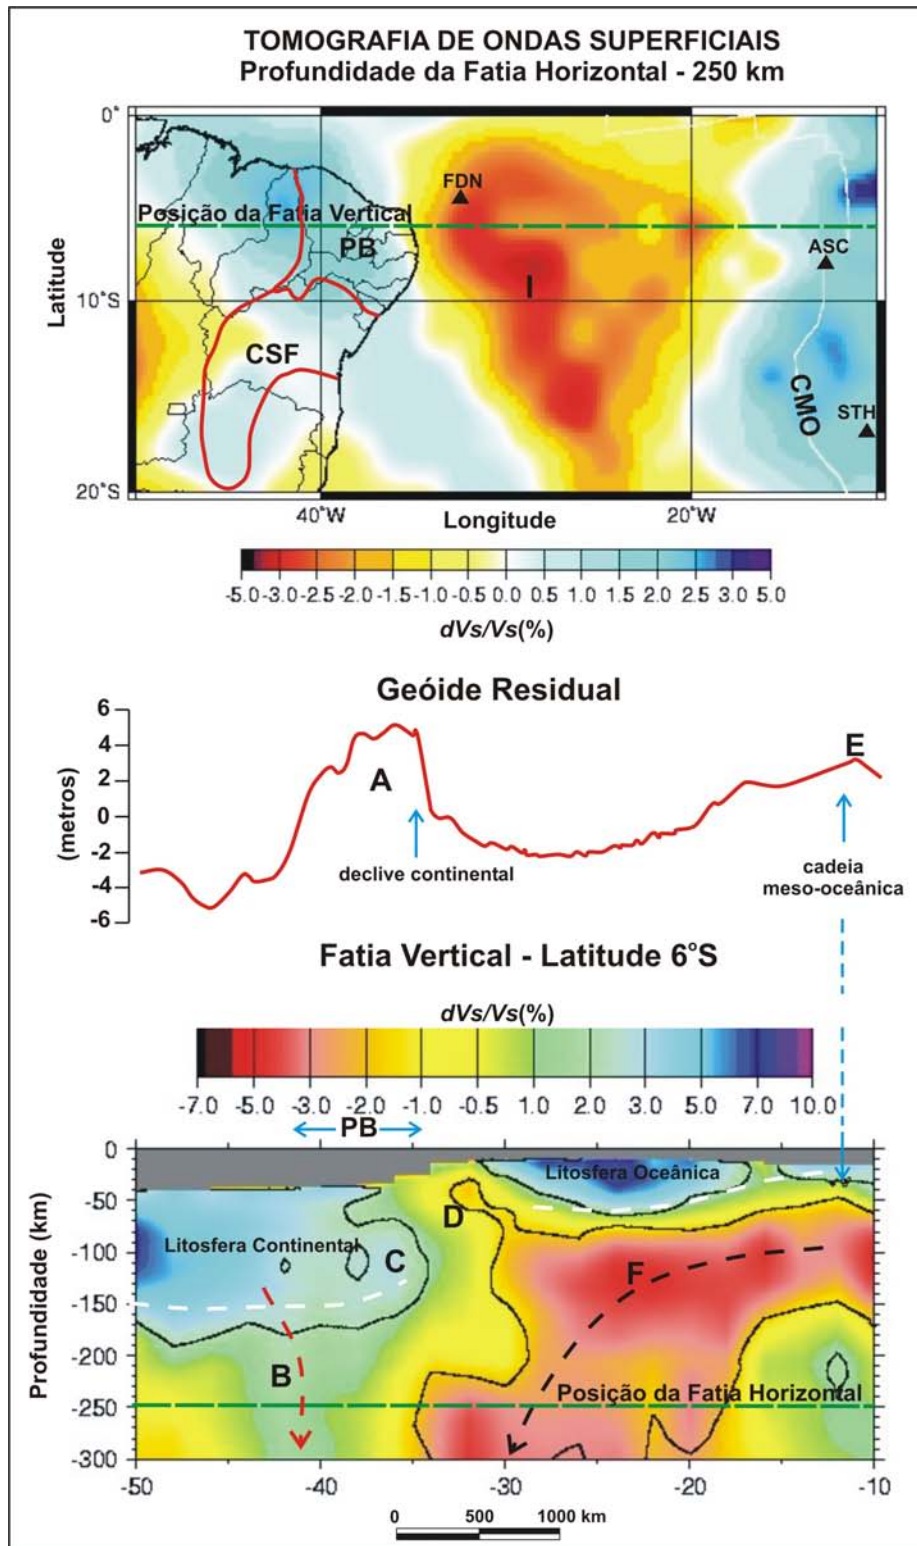 TOMOGRAFIA DE ONDAS SUPERFICIAIS
Profundidade da Fatia Horizontal - 250 km
0°
FDN
Posição da Fatia Vertical
PB
ASC
Latitude
10°S
I
CSF
CMO
STH
20°S
40°W
Longitude
20°W
-5.0 -3.0 -2.5 -2.0 -1.5 -1.0 -0.5 0.0 0.5 1.0 1.5 2.0 2.5 3.0 5.0
dVs/Vs(%)
Geóide Residual
6
4
2
0
-2
-4
-6
(metros)
A
E
declive continental
cadeia
meso-oceânica
Fatia Vertical - Latitude 6°S
dVs/Vs(%)
-7.0 -5.0 -3.0 -2.0 -1.0 -0.5 1.0 2.0 3.0 5.0 7.0 10.0
PB
0
-50
-100
-150
-200
-250
-300
Profundidade (km)
Litosfera Oceânica
D
Litosfera Continental
C
F
B
Posição da Fatia Horizontal
-50 -40 -30 -20 -10
0 500 1000 km